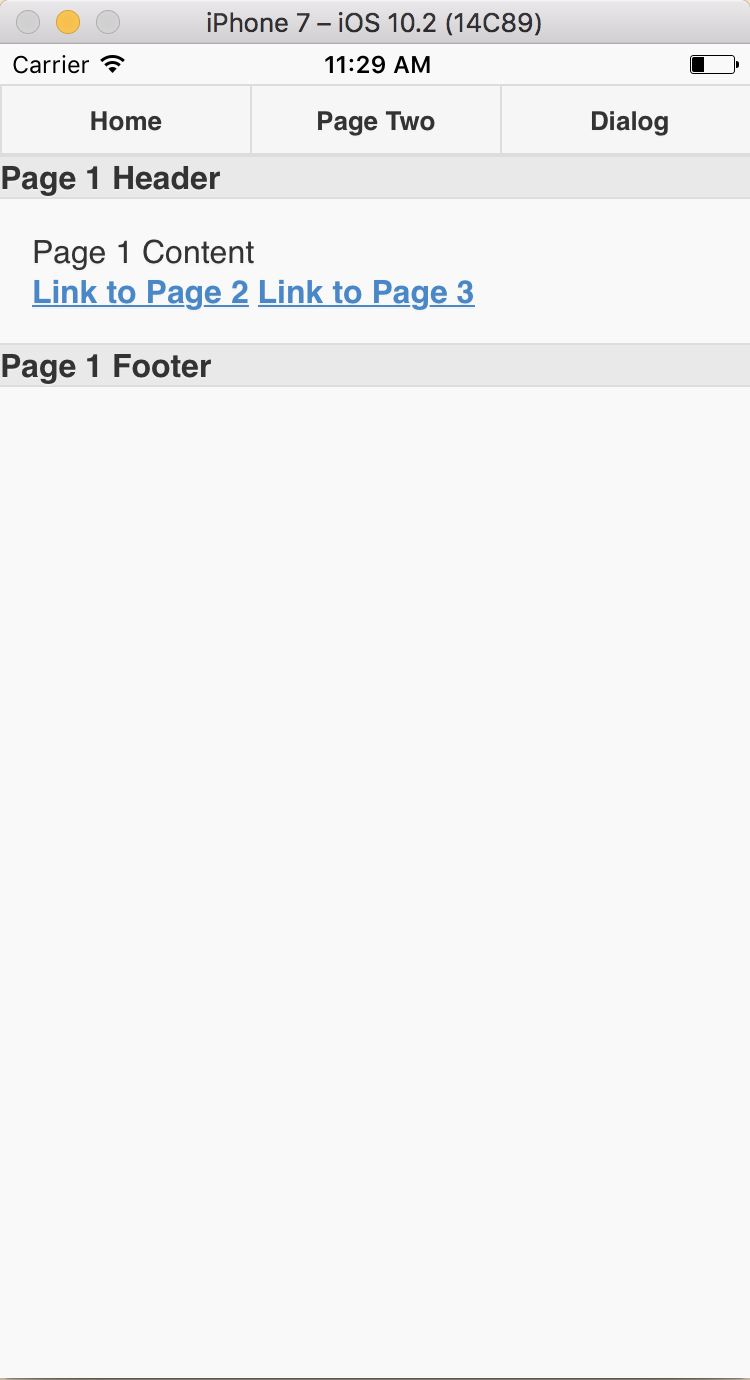 iPhone 7 – iOS 10.2 (14C89)
Carrier 11:29 AM
Home Page Two Dialog
Page 1 Header
Page 1 Content
Link to Page 2 Link to Page 3
Page 1 Footer